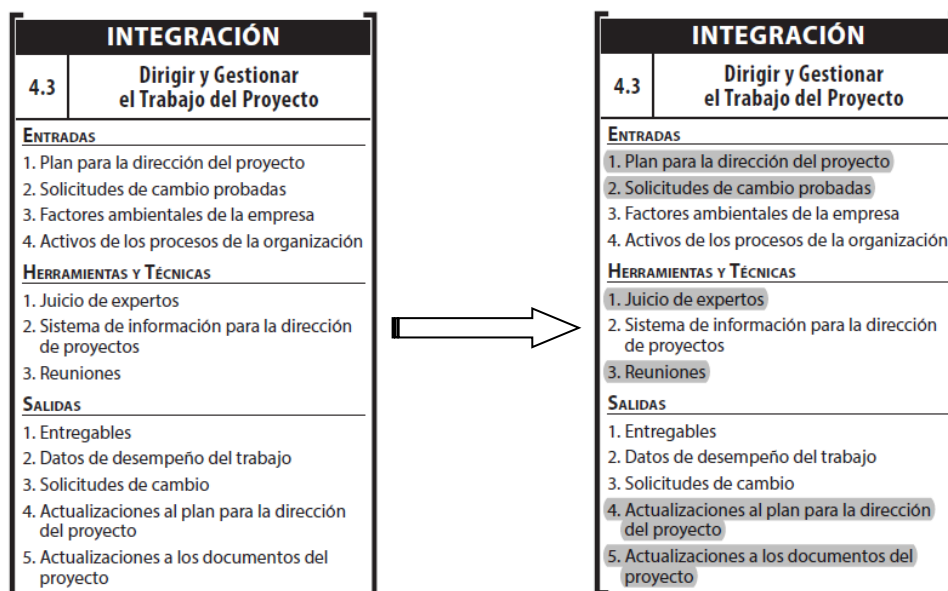 INTEGRACIÓN
4.3
Dirigir y Gestionar
el Trabajo del Proyecto
ENTRADAS
1. Plan para la dirección del proyecto
2. Solicitudes de cambio probadas
3. Factores ambientales de la empresa
4. Activos de los procesos de la organización
HERRAMIENTAS Y TÉCNICAS
1. Juicio de expertos
2. Sistema de información para la dirección
de proyectos
3. Reuniones
SALIDAS
1. Entregables
2. Datos de desempeño del trabajo
3. Solicitudes de cambio
4. Actualizaciones al plan para la dirección
del proyecto
5. Actualizaciones a los documentos del
proyecto
INTEGRACIÓN
4.3
Dirigir y Gestionar
el Trabajo del Proyecto
ENTRADAS
1. Plan para la dirección del proyecto
2. Solicitudes de cambio probadas
3. Factores ambientales de la empresa
4. Activos de los procesos de la organización
HERRAMIENTAS Y TÉCNICAS
1. Juicio de expertos
2. Sistema de información para la dirección
de proyectos
3. Reuniones
SALIDAS
1. Entregables
2. Datos de desempeño del trabajo
3. Solicitudes de cambio
4. Actualizaciones al plan para la dirección
del proyecto
5. Actualizaciones a los documentos del
proyecto